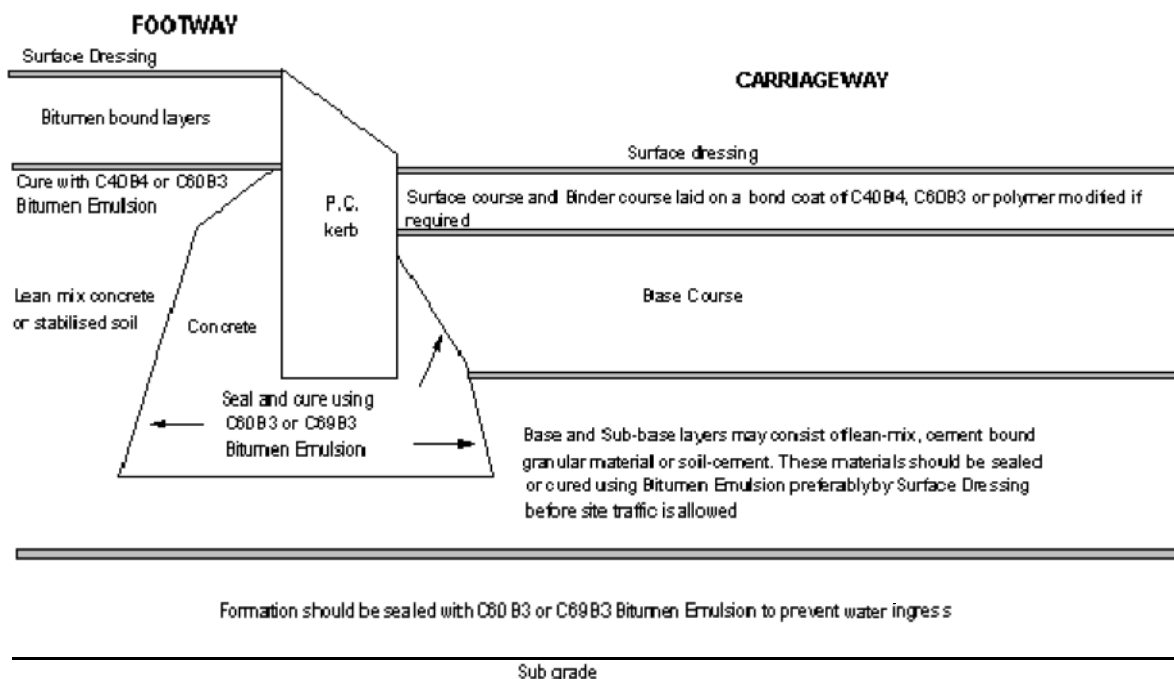 FOOTWAY
Surface Dressing
CARRIAGEWAY
Bitumen bound layers
Surface dressing
Cure with C40B4 or C60B3
Bitumen Emulsion
P.C.
kerb
Surface course and Binder course laid on a bond coat of C40B4, C60B3 or polymer modified if
required
Lean mix concrete
or stabilised soil
Concrete
Base Course
Seal and cure using
C60B3 or C69B3
Bitumen Emulsion
Base and Sub-base layers may consist of lean-mix, cement bound
granular material or soil-cement. These materials should be sealed
or cured using Bitumen Emulsion preferably by Surface Dressing
before site traffic is allowed
Formation should be sealed with C60 B3 or C69B3 Bitumen Emulsion to prevent water ingress
Sub grade